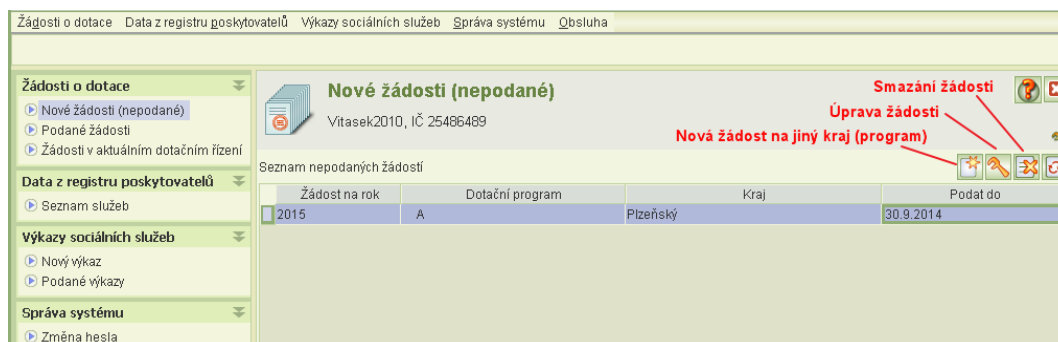 Žádosti o dotace Data z registru poskytovatelů Výkazy sociálních služeb Správa systému Obsluha
Žádosti o dotace
Nové žádosti (nepodané)
Podané žádosti
Žádosti v aktuálním dotačním řízení
Data z registru poskytovatelů
Seznam služeb
Výkazy sociálních služeb
Nový výkaz
Podané výkazy
Správa systému
Změna hesla
Nové žádosti (nepodané)
Vitasek2010, IČ 25486489
Smazání žádosti
Úprava žádosti
Nová žádost na jiný kraj (program)
Seznam nepodaných žádostí
Žádost na rok Dotační program Kraj Podat do
2015 A Plzeňský 30.9.2014